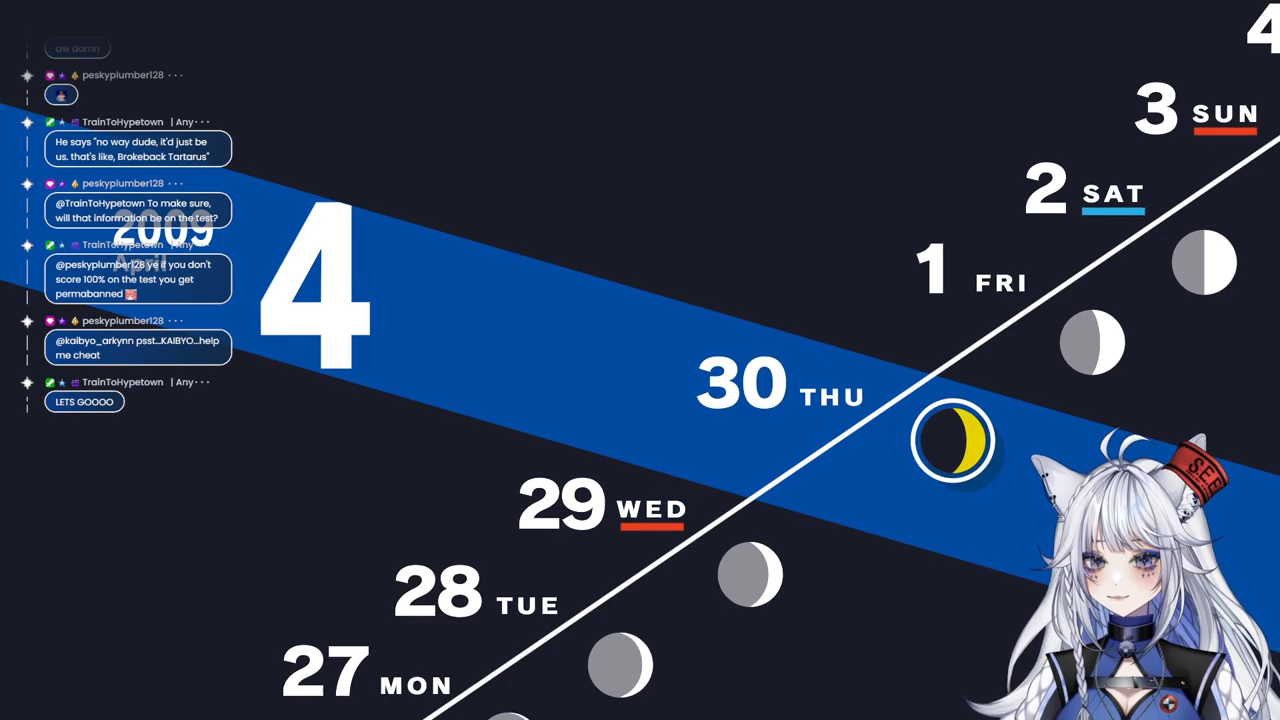 aw damn
peskyplumber128 ···
TrainToHypetown | Any···
He says "no way dude, it'd just be
us. that's like, Brokeback Tartarus"
peskyplumber128 ···
@TrainToHypetown To make sure,
will that information be on the test?
TrainToHypetown | Any···
@peskyplumber128 ye if you don't
score 100% on the test you get
permabanned
peskyplumber128 ···
@kaibyo_arkynn psst...KAIBYO...help
me cheat
TrainToHypetown | Any···
LETS GOOOO
2009
April
4
4
3 SUN
2 SAT
1 FRI
30 THU
29 WED
28 TUE
27 MON